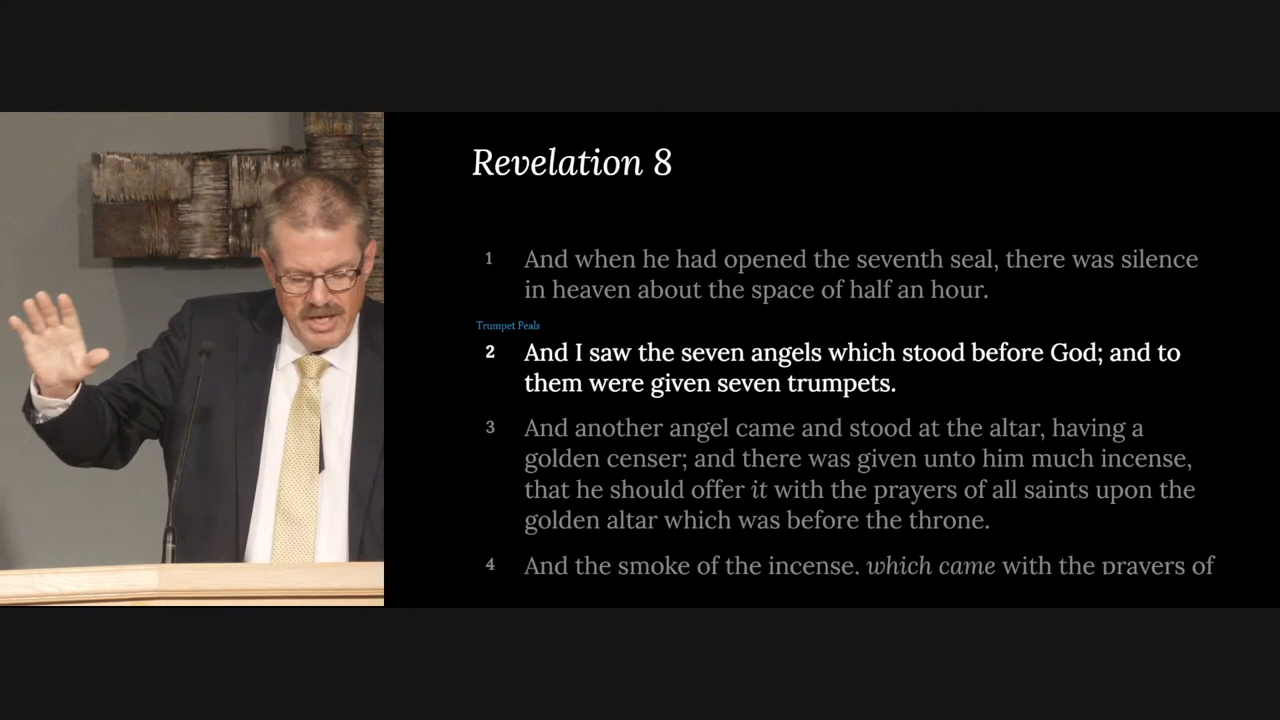 Revelation 8
1 And when he had opened the seventh seal, there was silence
in heaven about the space of half an hour.
Trumpet Peals
2 And I saw the seven angels which stood before God; and to
them were given seven trumpets.
3 And another angel came and stood at the altar, having a
golden censer; and there was given unto him much incense,
that he should offer it with the prayers of all saints upon the
golden altar which was before the throne.
4 And the smoke of the incense, which came with the prayers of